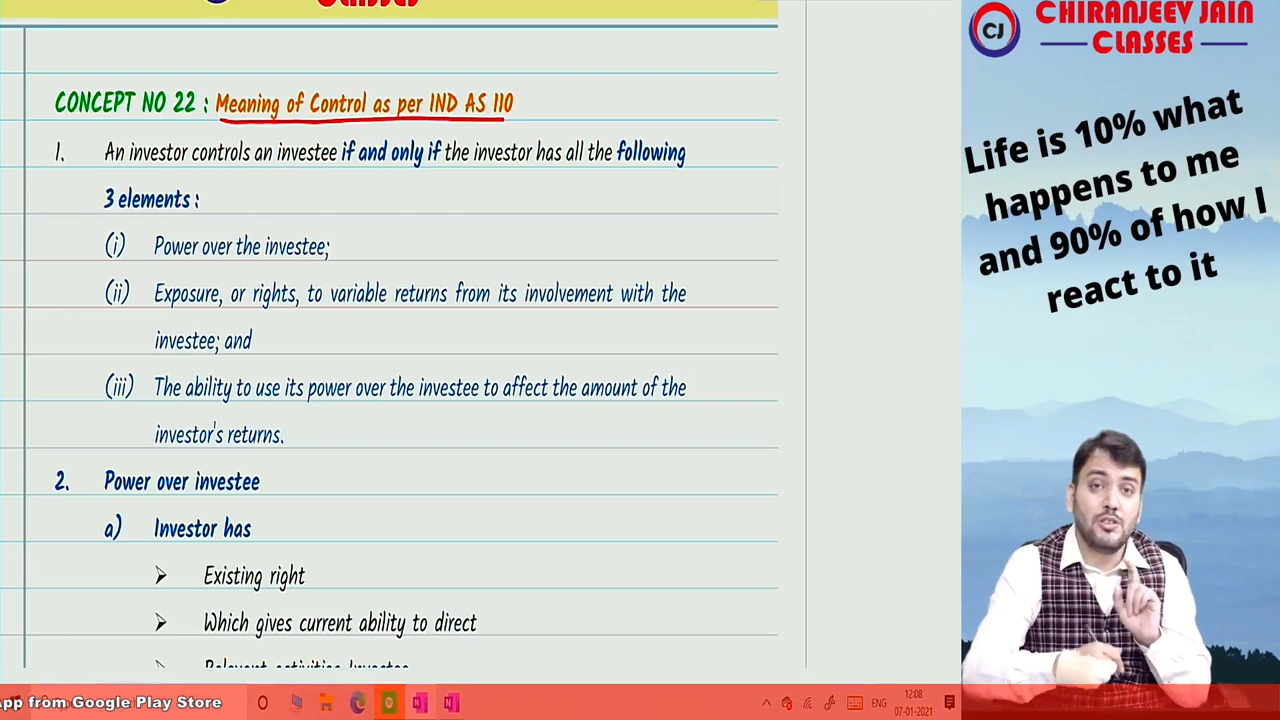 CLASSES
CONCEPT NO 22 : Meaning of Control as per IND AS 110
1. An investor controls an investee if and only if the investor has all the following
3 elements :
(i) Power over the investee;
(ii) Exposure, or rights, to variable returns from its involvement with the
investee; and
(iii) The ability to use its power over the investee to affect the amount of the
investor's returns.
2. Power over investee
a) Investor has
➢ Existing right
➢ Which gives current ability to direct
➢ Relevant activities Investee
CJ
CHIRANJEEV JAIN
CLASSES
Life is 10% what
happens to me
and 90% of how I
react to it
App from Google Play Store
ENG
12:08
07-01-2021